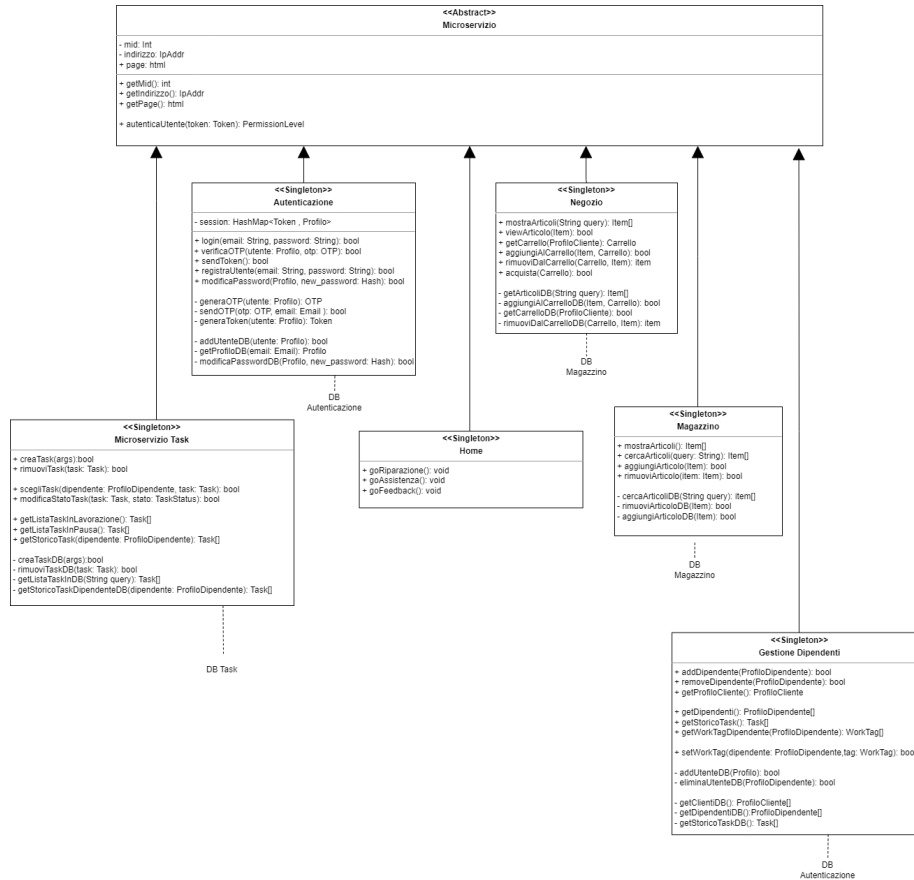 <<Abstract>>
Microservizio
- mid: Int
- indirizzo: IpAddr
+ page: html
+ getMid(): int
+ getIndirizzo(): IpAddr
+ getPage(): html
+ autenticaUtente(token: Token): PermissionLevel
<<Singleton>>
Autenticazione
- session: HashMap<Token , Profilo>
+ login(email: String, password: String): bool
+ verificaOTP(utente: Profilo, otp: OTP): bool
+ sendToken(): bool
+ registraUtente(email: String, password: String): bool
+ modificaPassword(Profilo, new_password: Hash): bool
- generaOTP(utente: Profilo): OTP
- sendOTP(otp: OTP, email: Email ): bool
- generaToken(utente: Profilo): Token
- addUtenteDB(utente: Profilo): bool
- getProfiloDB(email: Email): Profilo
- modificaPasswordDB(Profilo, new_password: Hash): bool
DB
Autenticazione
<<Singleton>>
Negozio
+ mostraArticoli(String query): Item[]
+ viewArticolo(Item): bool
+ getCarrello(ProfiloCliente): Carrello
+ aggiungiAlCarrello(Item, Carrello): bool
+ rimuoviDalCarrello(Carrello, Item): item
+ acquista(Carrello): bool
- getArticoliDB(String query): Item[]
- aggiungiAlCarrelloDB(Item, Carrello): bool
- getCarrelloDB(ProfiloCliente): bool
- rimuoviDalCarrelloDB(Carrello, Item): item
DB
Magazzino
<<Singleton>>
Microservizio Task
+ creaTask(args):bool
+ rimuoviTask(task: Task): bool
+ scegliTask(dipendente: ProfiloDipendente, task: Task): bool
+ modificaStatoTask(task: Task, stato: TaskStatus): bool
+ getListaTaskInLavorazione(): Task[]
+ getListaTaskInPausa(): Task[]
+ getStoricoTask(dipendente: ProfiloDipendente): Task[]
- creaTaskDB(args):bool
- rimuoviTaskDB(task: Task): bool
- getListaTaskInDB(String query): Task[]
- getStoricoTaskDipendenteDB(dipendente: ProfiloDipendente): Task[]
DB Task
<<Singleton>>
Home
+ goRiparazione(): void
+ goAssistenza(): void
+ goFeedback(): void
<<Singleton>>
Magazzino
+ mostraArticoli(): Item[]
+ cercaArticoli(query: String): Item[]
+ aggiungiArticolo(Item): bool
+ rimuoviArticolo(item: Item): bool
- cercaArticoliDB(String query): item[]
- rimuoviArticoloDB(Item): bool
- aggiungiArticoloDB(Item): bool
DB
Magazzino
<<Singleton>>
Gestione Dipendenti
+ addDipendente(ProfiloDipendente): bool
+ removeDipendente(ProfiloDipendente): bool
+ getProfiloCliente(): ProfiloCliente
+ getDipendenti(): ProfiloDipendente[]
+ getStoricoTask(): Task[]
+ getWorkTagDipendente(ProfiloDipendente): WorkTag[]
+ setWorkTag(dipendente: ProfiloDipendente,tag: WorkTag): bool
- addUtenteDB(Profilo): bool
- eliminaUtenteDB(ProfiloDipendente): bool
- getClientiDB(): ProfiloCliente[]
- getDipendentiDB():ProfiloDipendente[]
- getStoricoTaskDB(): Task[]
DB
Autenticazione